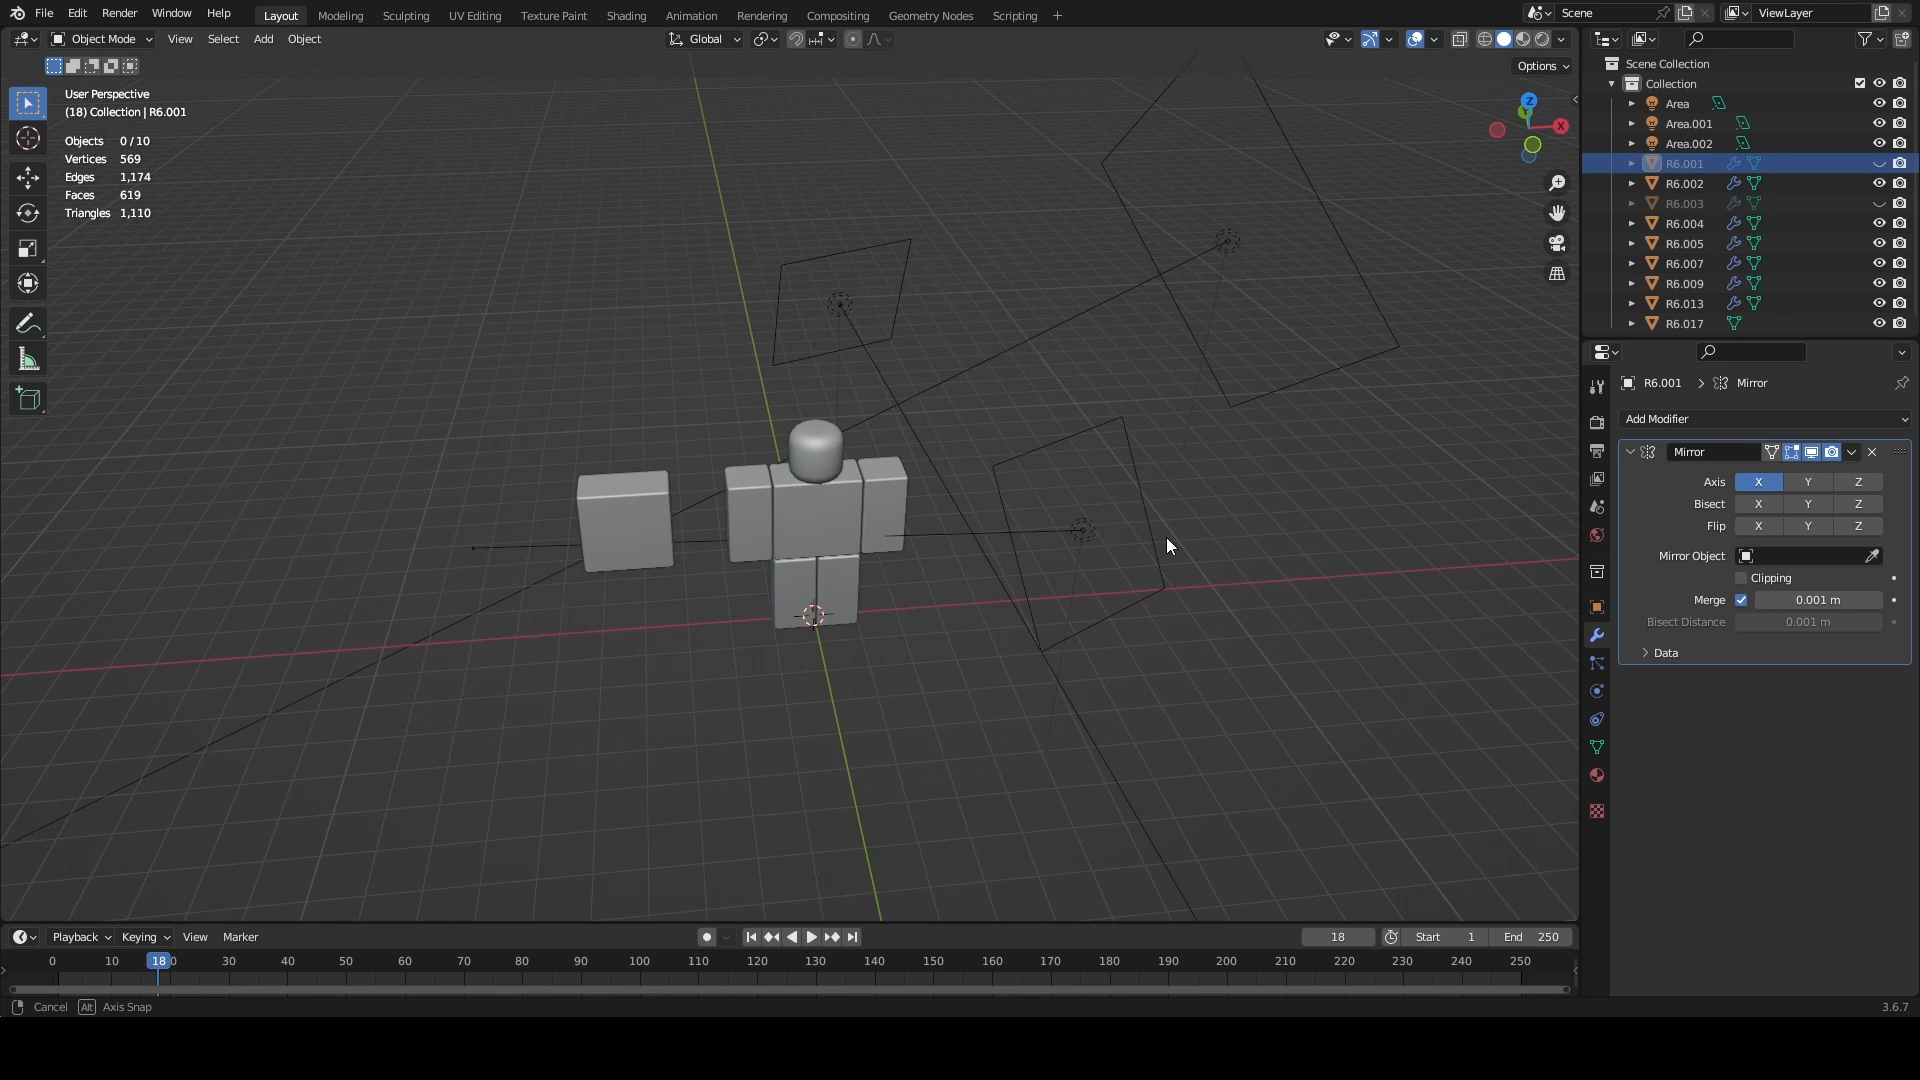 File Edit Render Window Help Layout Modeling Sculpting UV Editing Texture Paint Shading Animation Rendering Compositing Geometry Nodes Scripting + Scene ViewLayer
Object Mode View Select Add Object Global
Options
User Perspective
(18) Collection | R6.001
Objects 0 / 10
Vertices 569
Edges 1,174
Faces 619
Triangles 1,110
Z
Y
X
Scene Collection
Collection
Area
Area.001
Area.002
R6.001
R6.002
R6.003
R6.004
R6.005
R6.007
R6.009
R6.013
R6.017
R6.001 > Mirror
Add Modifier
Mirror
Axis X Y Z
Bisect X Y Z
Flip X Y Z
Mirror Object
Clipping
Merge 0.001 m
Bisect Distance 0.001 m
Data
Playback Keying View Marker 18 Start 1 End 250
0 10 18 0 30 40 50 60 70 80 90 100 110 120 130 140 150 160 170 180 190 200 210 220 230 240 250
Cancel Alt Axis Snap 3.6.7